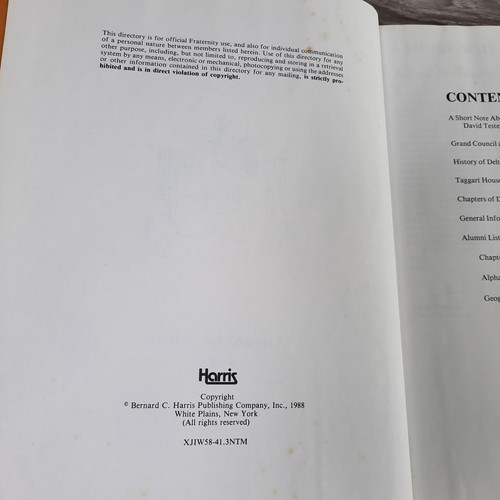 This directory is for official Fraternity use, and also for individual communication
of a personal nature between members listed herein. Use of this directory for any
other purpose, including, but not limited to, reproducing and storing in a retrieval
system by any means, electronic or mechanical, photocopying or using the addresses
or other information contained in this directory for any mailing, is strictly pro-
hibited and is in direct violation of copyright.
Harris
Copyright
© Bernard C. Harris Publishing Company, Inc., 1988
White Plains, New York
(All rights reserved)
XJIW58-41.3NTM
CONTEN
A Short Note Ab
David Teste
Grand Council
History of Delt
Taggart Hous
Chapters of D
General Info
Alumni List
Chapt
Alpha
Geog